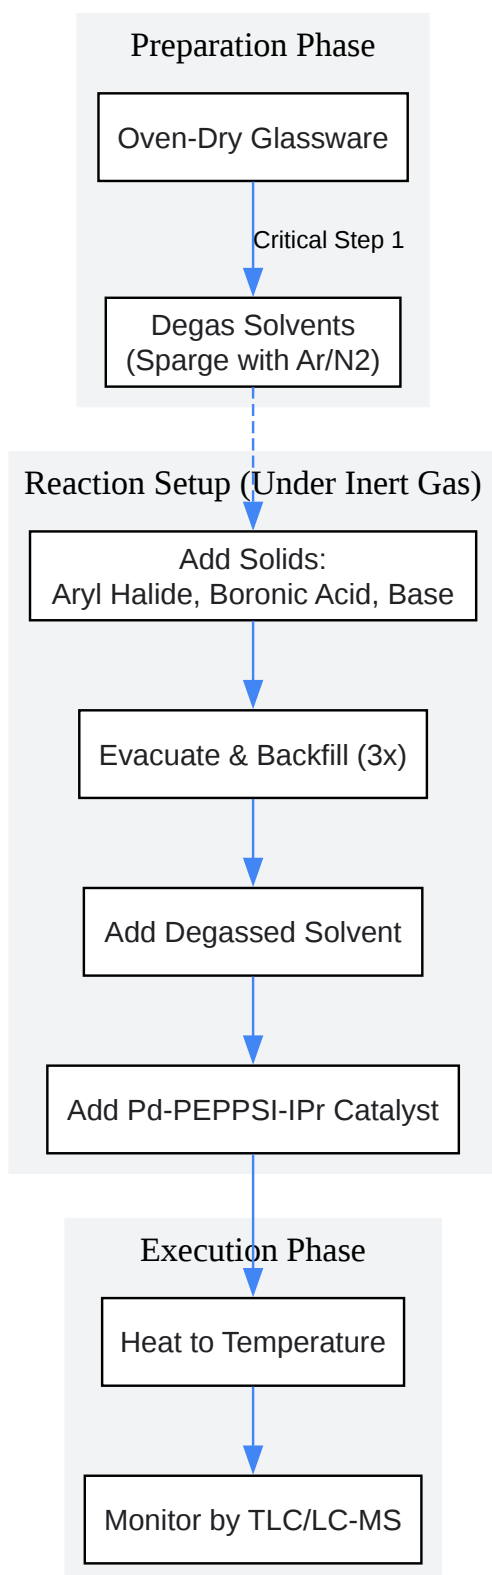 Preparation Phase
Oven-Dry Glassware
Critical Step 1
Degas Solvents
(Sparge with Ar/N2)
Reaction Setup (Under Inert Gas)
Add Solids:
Aryl Halide, Boronic Acid, Base
Evacuate & Backfill (3x)
Add Degassed Solvent
Add Pd-PEPPSI-IPr Catalyst
Execution Phase
Heat to Temperature
Monitor by TLC/LC-MS